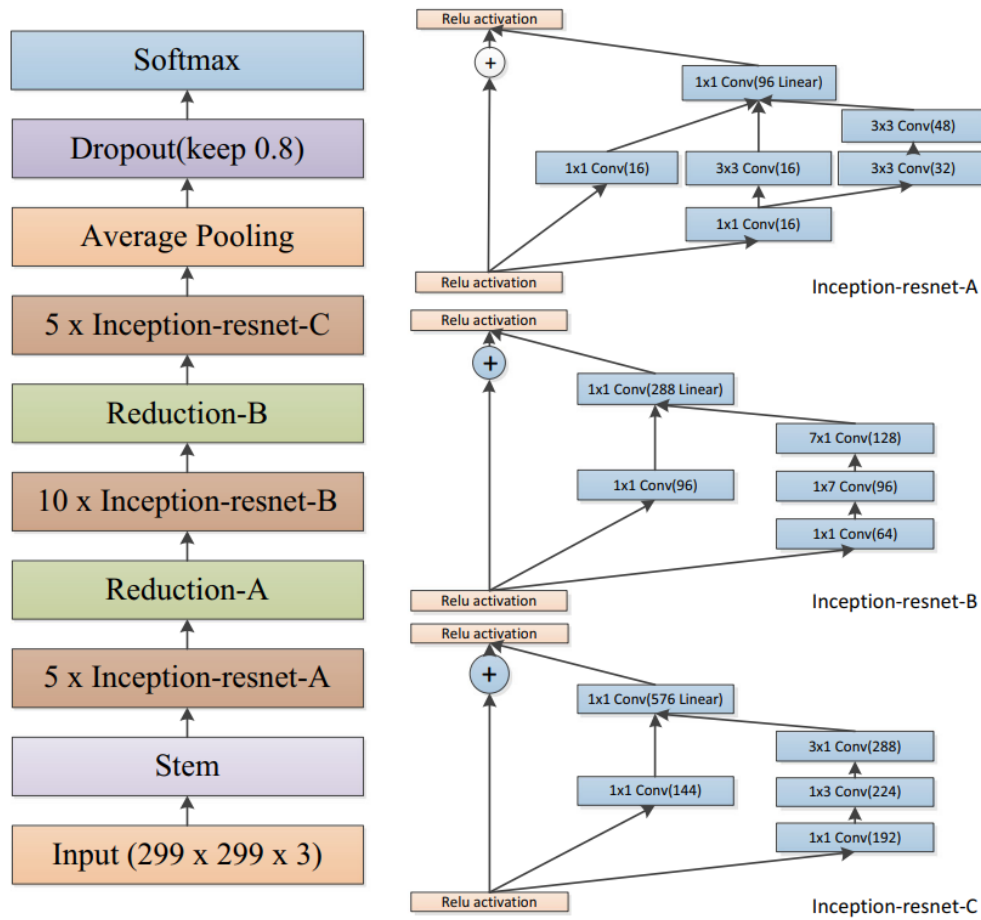 Softmax
Dropout(keep 0.8)
Average Pooling
5 x Inception-resnet-C
Reduction-B
10 x Inception-resnet-B
Reduction-A
5 x Inception-resnet-A
Stem
Input (299 x 299 x 3)
Relu activation
+
1x1 Conv(96 Linear)
3x3 Conv(48)
1x1 Conv(16)
3x3 Conv(16)
3x3 Conv(32)
1x1 Conv(16)
Relu activation
Inception-resnet-A
Relu activation
+
1x1 Conv(288 Linear)
7x1 Conv(128)
1x1 Conv(96)
1x7 Conv(96)
1x1 Conv(64)
Relu activation
Inception-resnet-B
Relu activation
+
1x1 Conv(576 Linear)
3x1 Conv(288)
1x1 Conv(144)
1x3 Conv(224)
1x1 Conv(192)
Relu activation
Inception-resnet-C